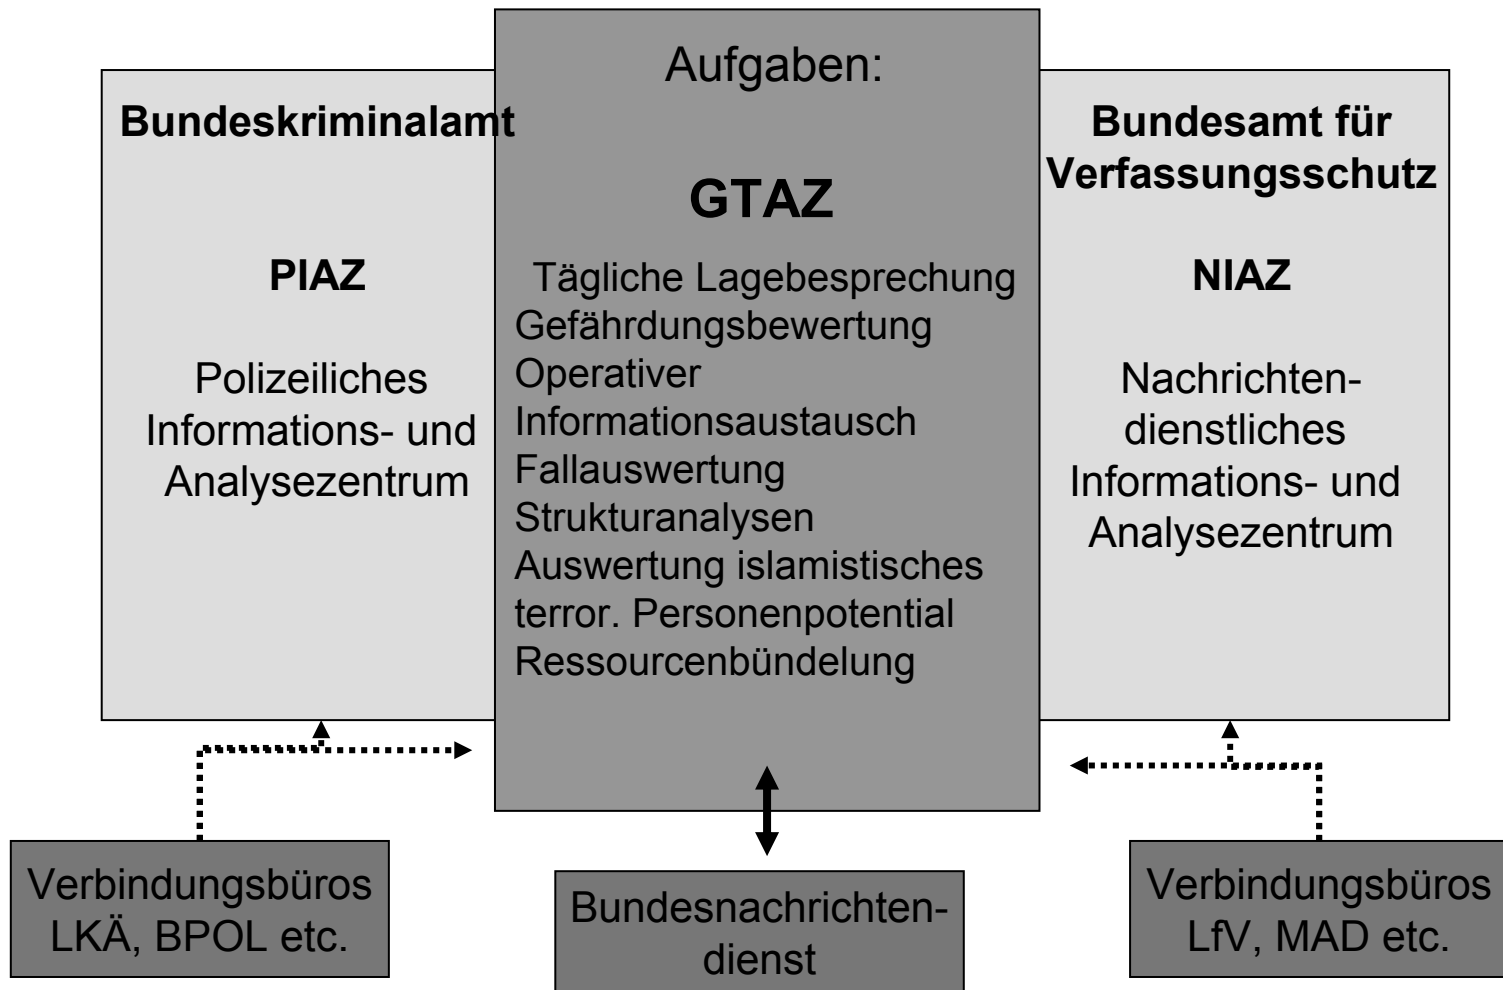 Bundeskriminalamt
PIAZ
Polizeiliches
Informations- und
Analysezentrum
Aufgaben:
GTAZ
Tägliche Lagebesprechung
Gefährdungsbewertung
Operativer
Informationsaustausch
Fallauswertung
Strukturanalysen
Auswertung islamistisches
terror. Personenpotential
Ressourcenbündelung
Bundesamt für
Verfassungsschutz
NIAZ
Nachrichten-
dienstliches
Informations- und
Analysezentrum
Verbindungsbüros
LKÄ, BPOL etc.
Bundesnachrichten-
dienst
Verbindungsbüros
LfV, MAD etc.